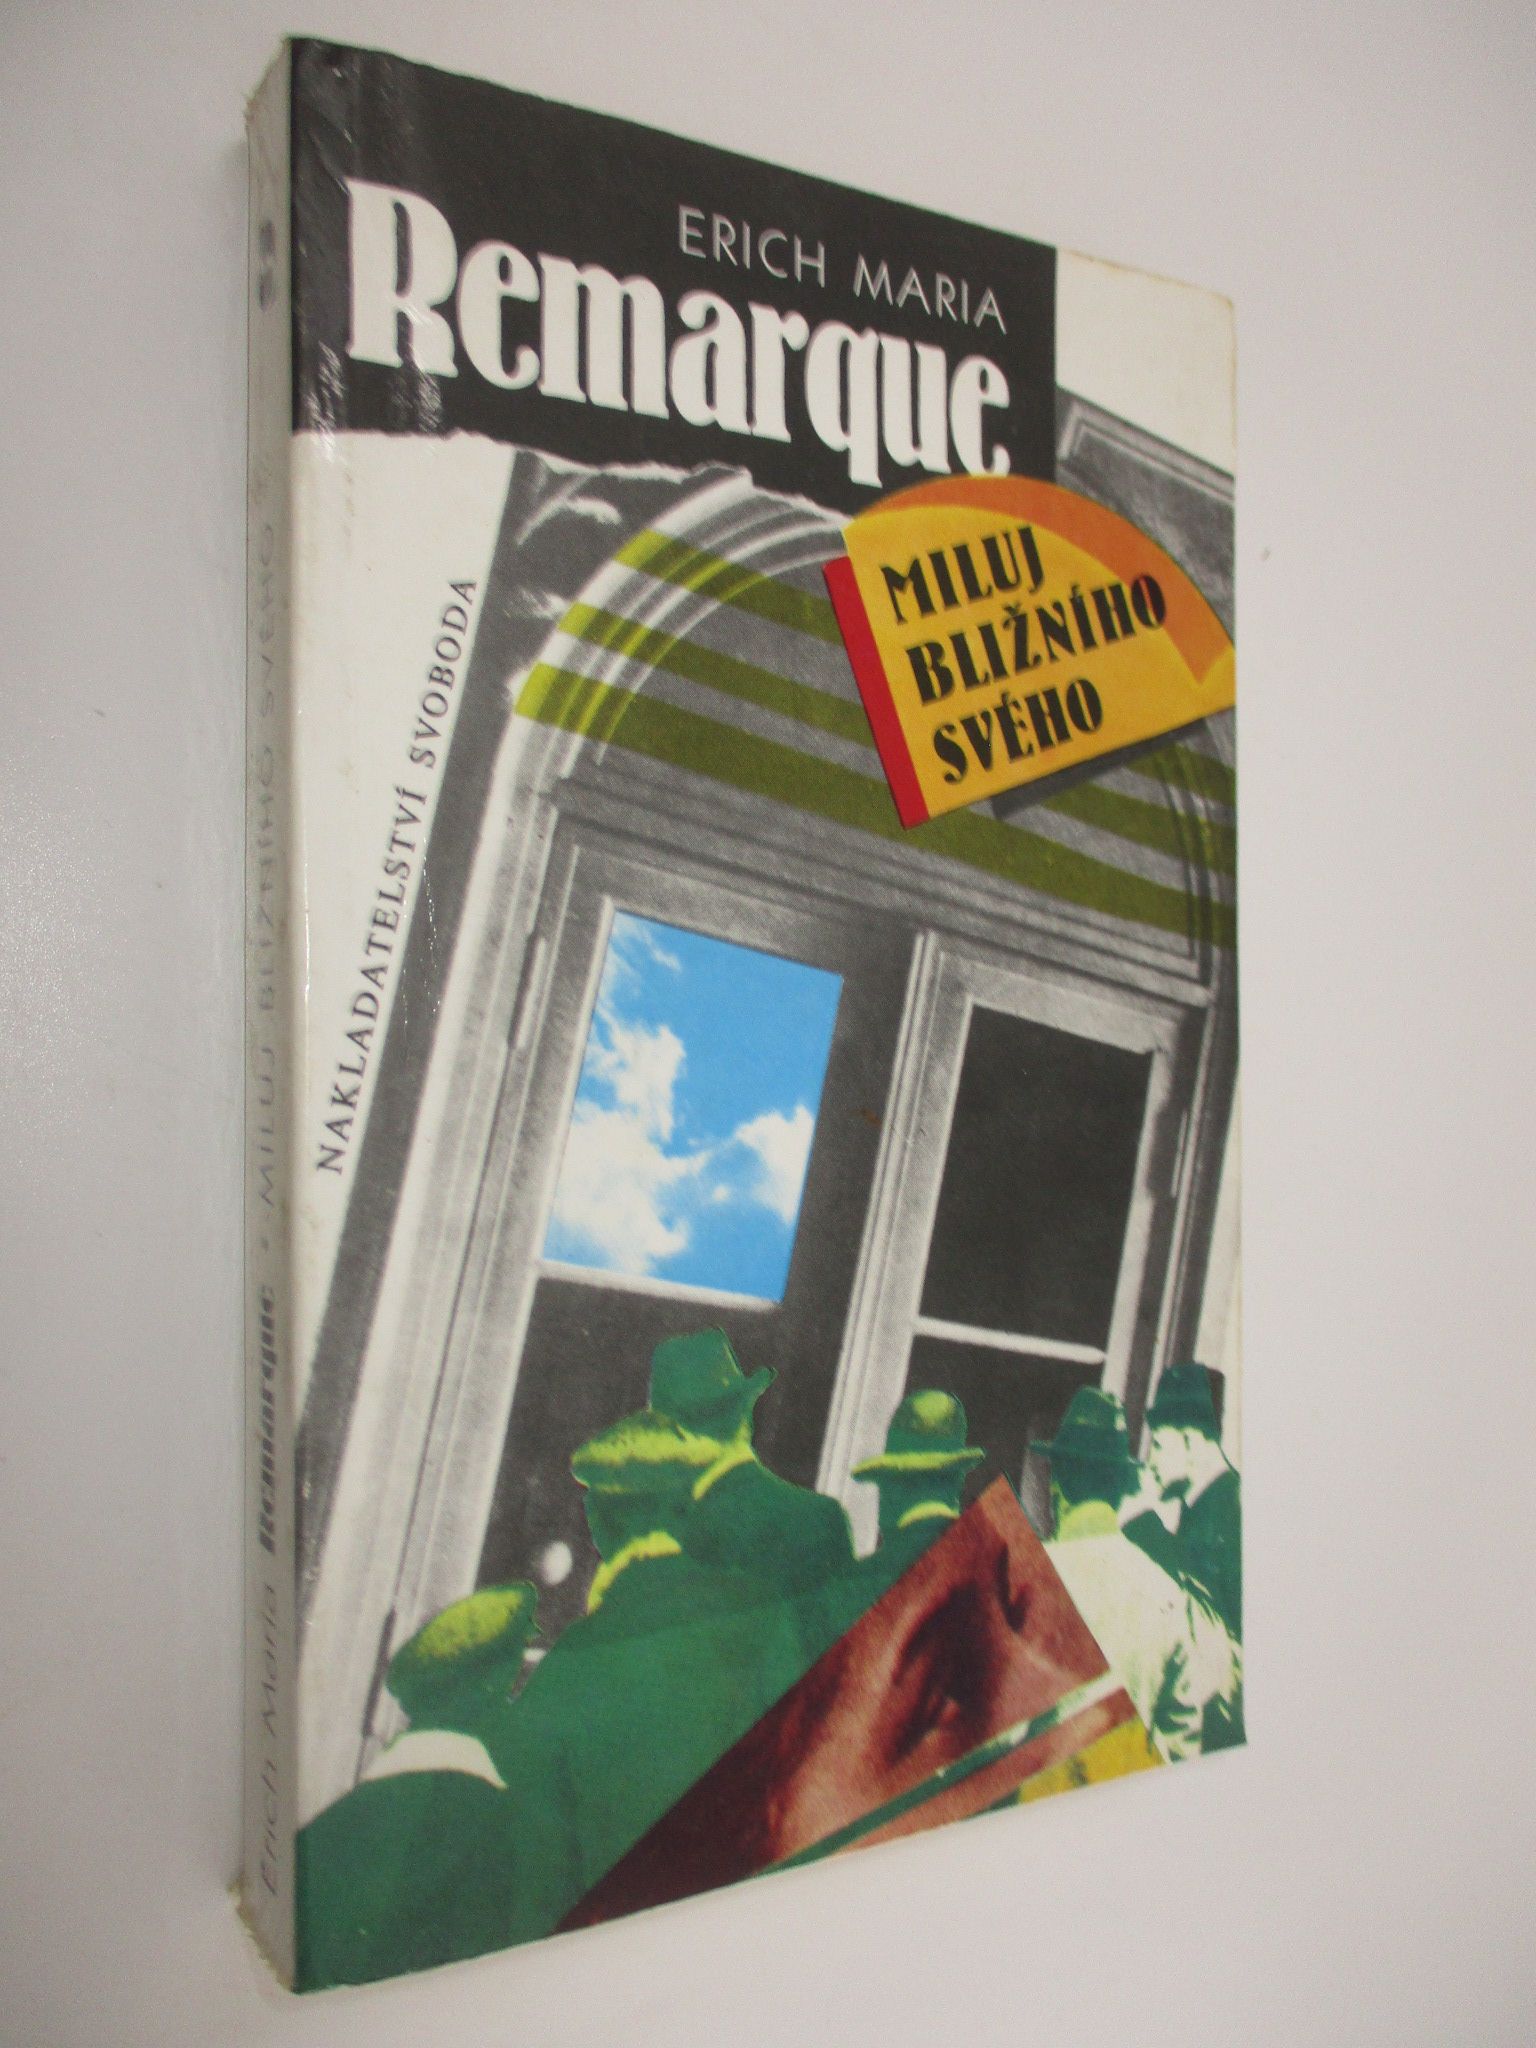 ERICH MARIA
Remarque
MILUJ
BLIŽNÍHO
SVÉHO
NAKLADATELSTVÍ SVOBODA
Erich Maria Remarque • MILUJ BLIŽNÍHO SVÉHO